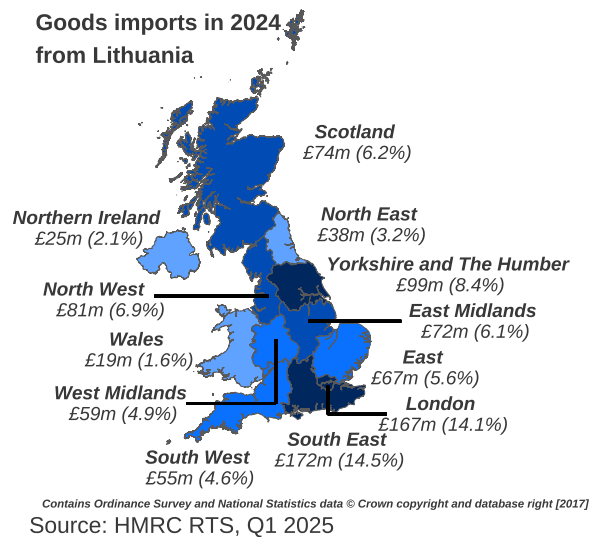 Goods imports in 2024
from Lithuania
Scotland
£74m (6.2%)
Northern Ireland
£25m (2.1%)
North East
£38m (3.2%)
Yorkshire and The Humber
£99m (8.4%)
North West
£81m (6.9%)
East Midlands
£72m (6.1%)
Wales
£19m (1.6%)
East
£67m (5.6%)
West Midlands
£59m (4.9%)
London
£167m (14.1%)
South East
£172m (14.5%)
South West
£55m (4.6%)
Contains Ordinance Survey and National Statistics data © Crown copyright and database right [2017]
Source: HMRC RTS, Q1 2025